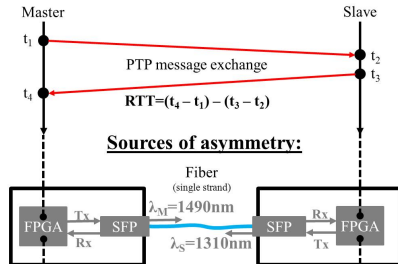 Master Slave
t1
t2
PTP message exchange
t3
t4
RTT=(t4 – t1) – (t3 – t2)
Sources of asymmetry:
Fiber
(single strand)
λM=1490nm
Tx Rx
FPGA SFP SFP FPGA
Rx Tx
λS=1310nm